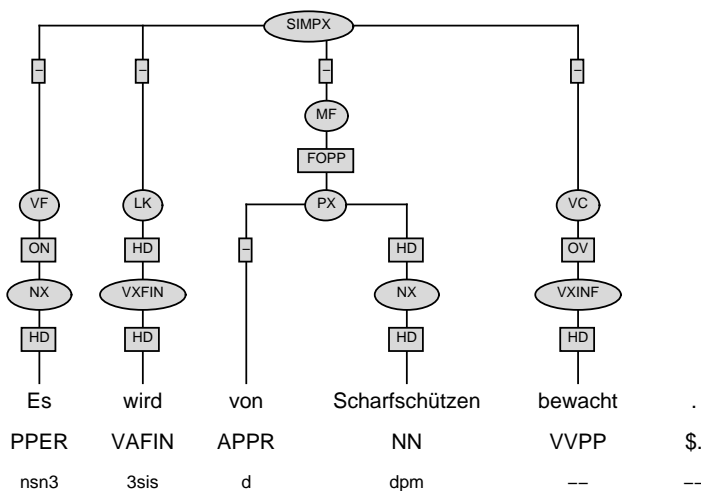 SIMPX
– – – –
MF
FOPP
VF LK PX VC
ON HD – HD OV
NX VXFIN NX VXINF
HD HD HD HD
Es wird von Scharfschützen bewacht .
PPER VAFIN APPR NN VVPP $.
nsn3 3sis d dpm –– ––